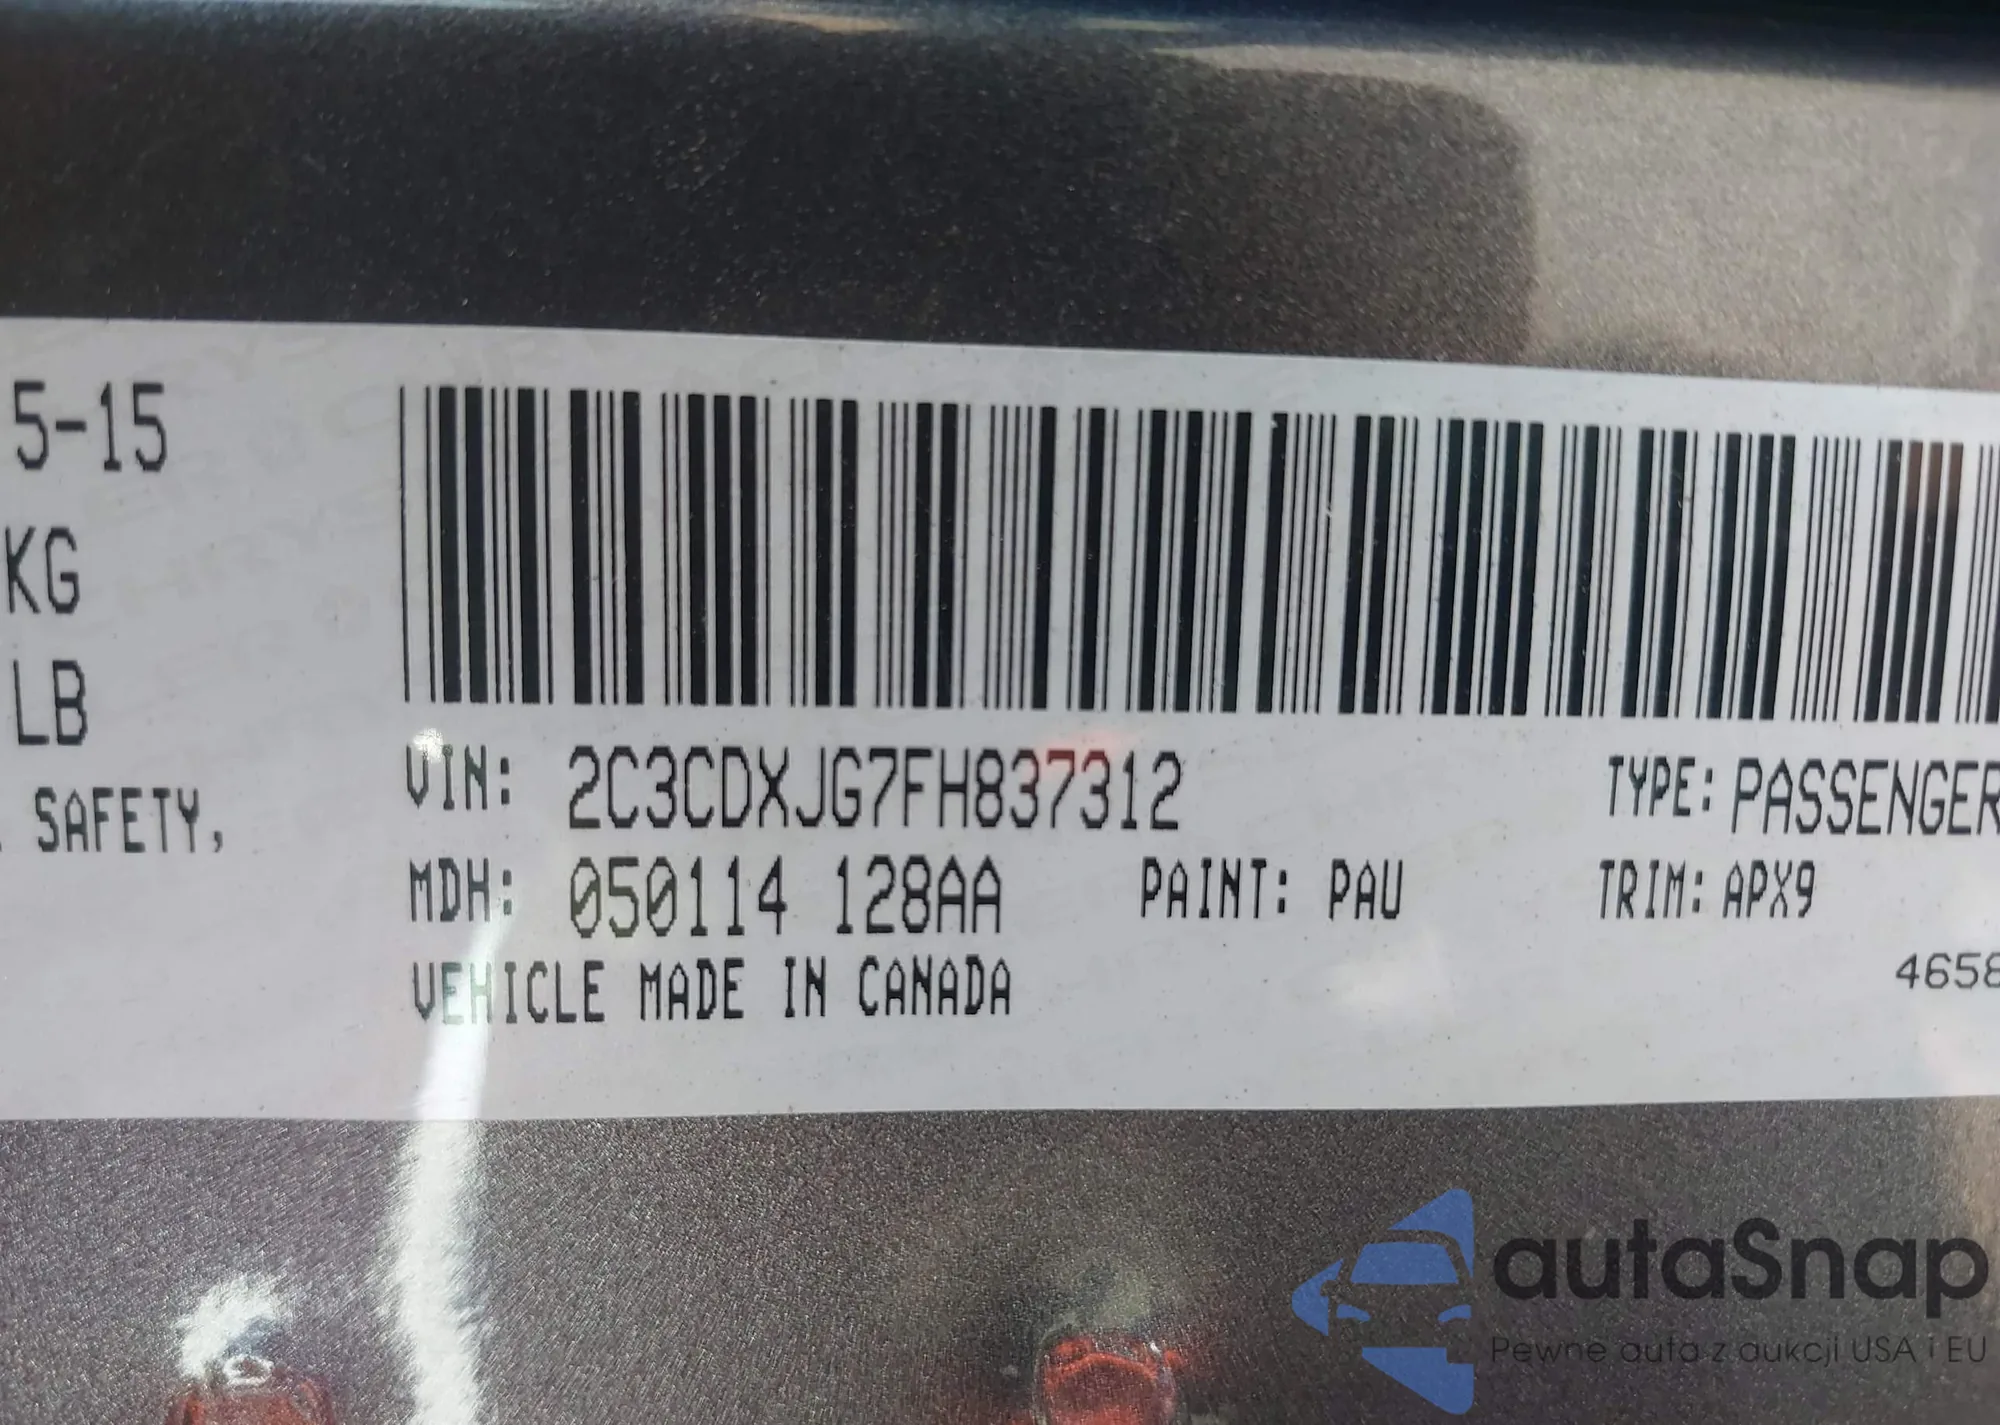 5-15
KG
LB
SAFETY,
VIN: 2C3CDXJG7FH837312
TYPE: PASSENGER
MDH: 050114 128AA
PAINT: PAU
TRIM: APX9
VEHICLE MADE IN CANADA
4658
autaSnap
Pewne auta z aukcji USA i EU